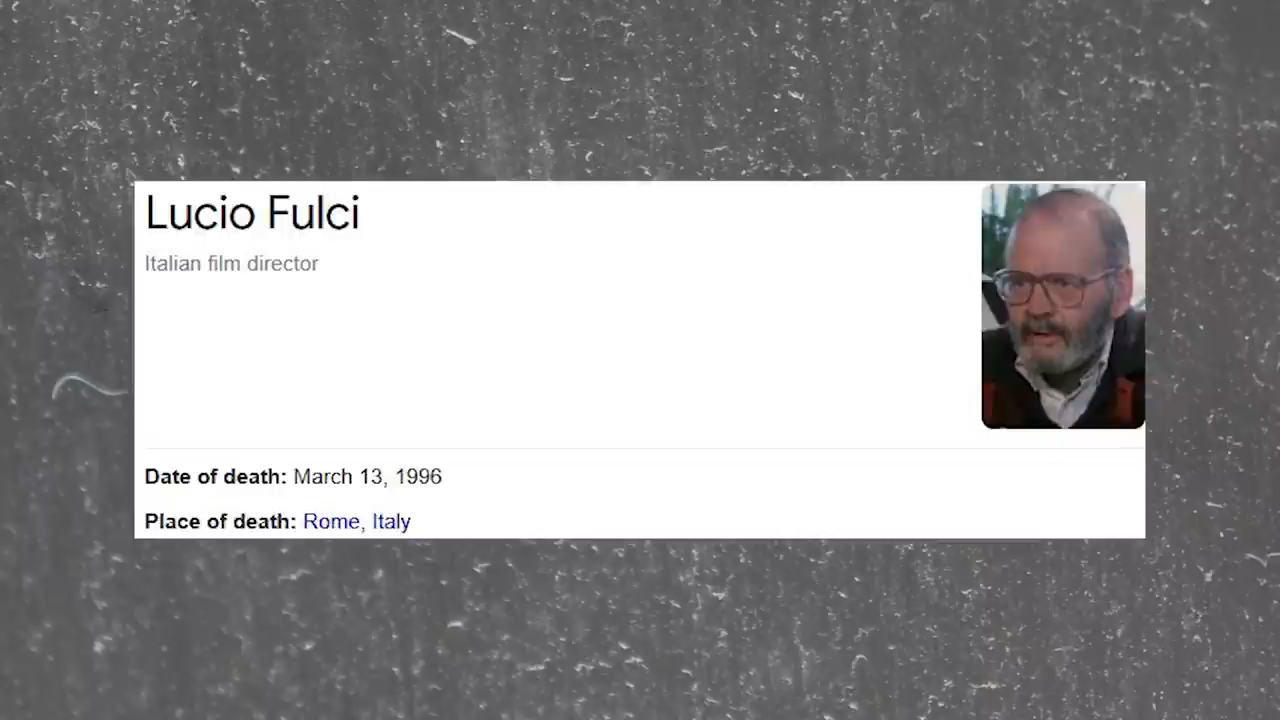 Lucio Fulci
Italian film director
Date of death: March 13, 1996
Place of death: Rome, Italy